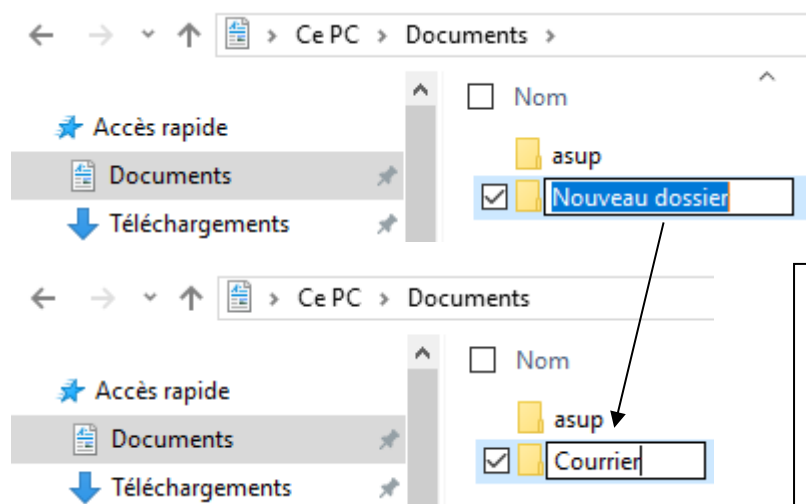 Ce PC > Documents >
Nom
Accès rapide
asup
Documents
Nouveau dossier
Téléchargements
Ce PC > Documents
Nom
Accès rapide
asup
Documents
Courrier
Téléchargements